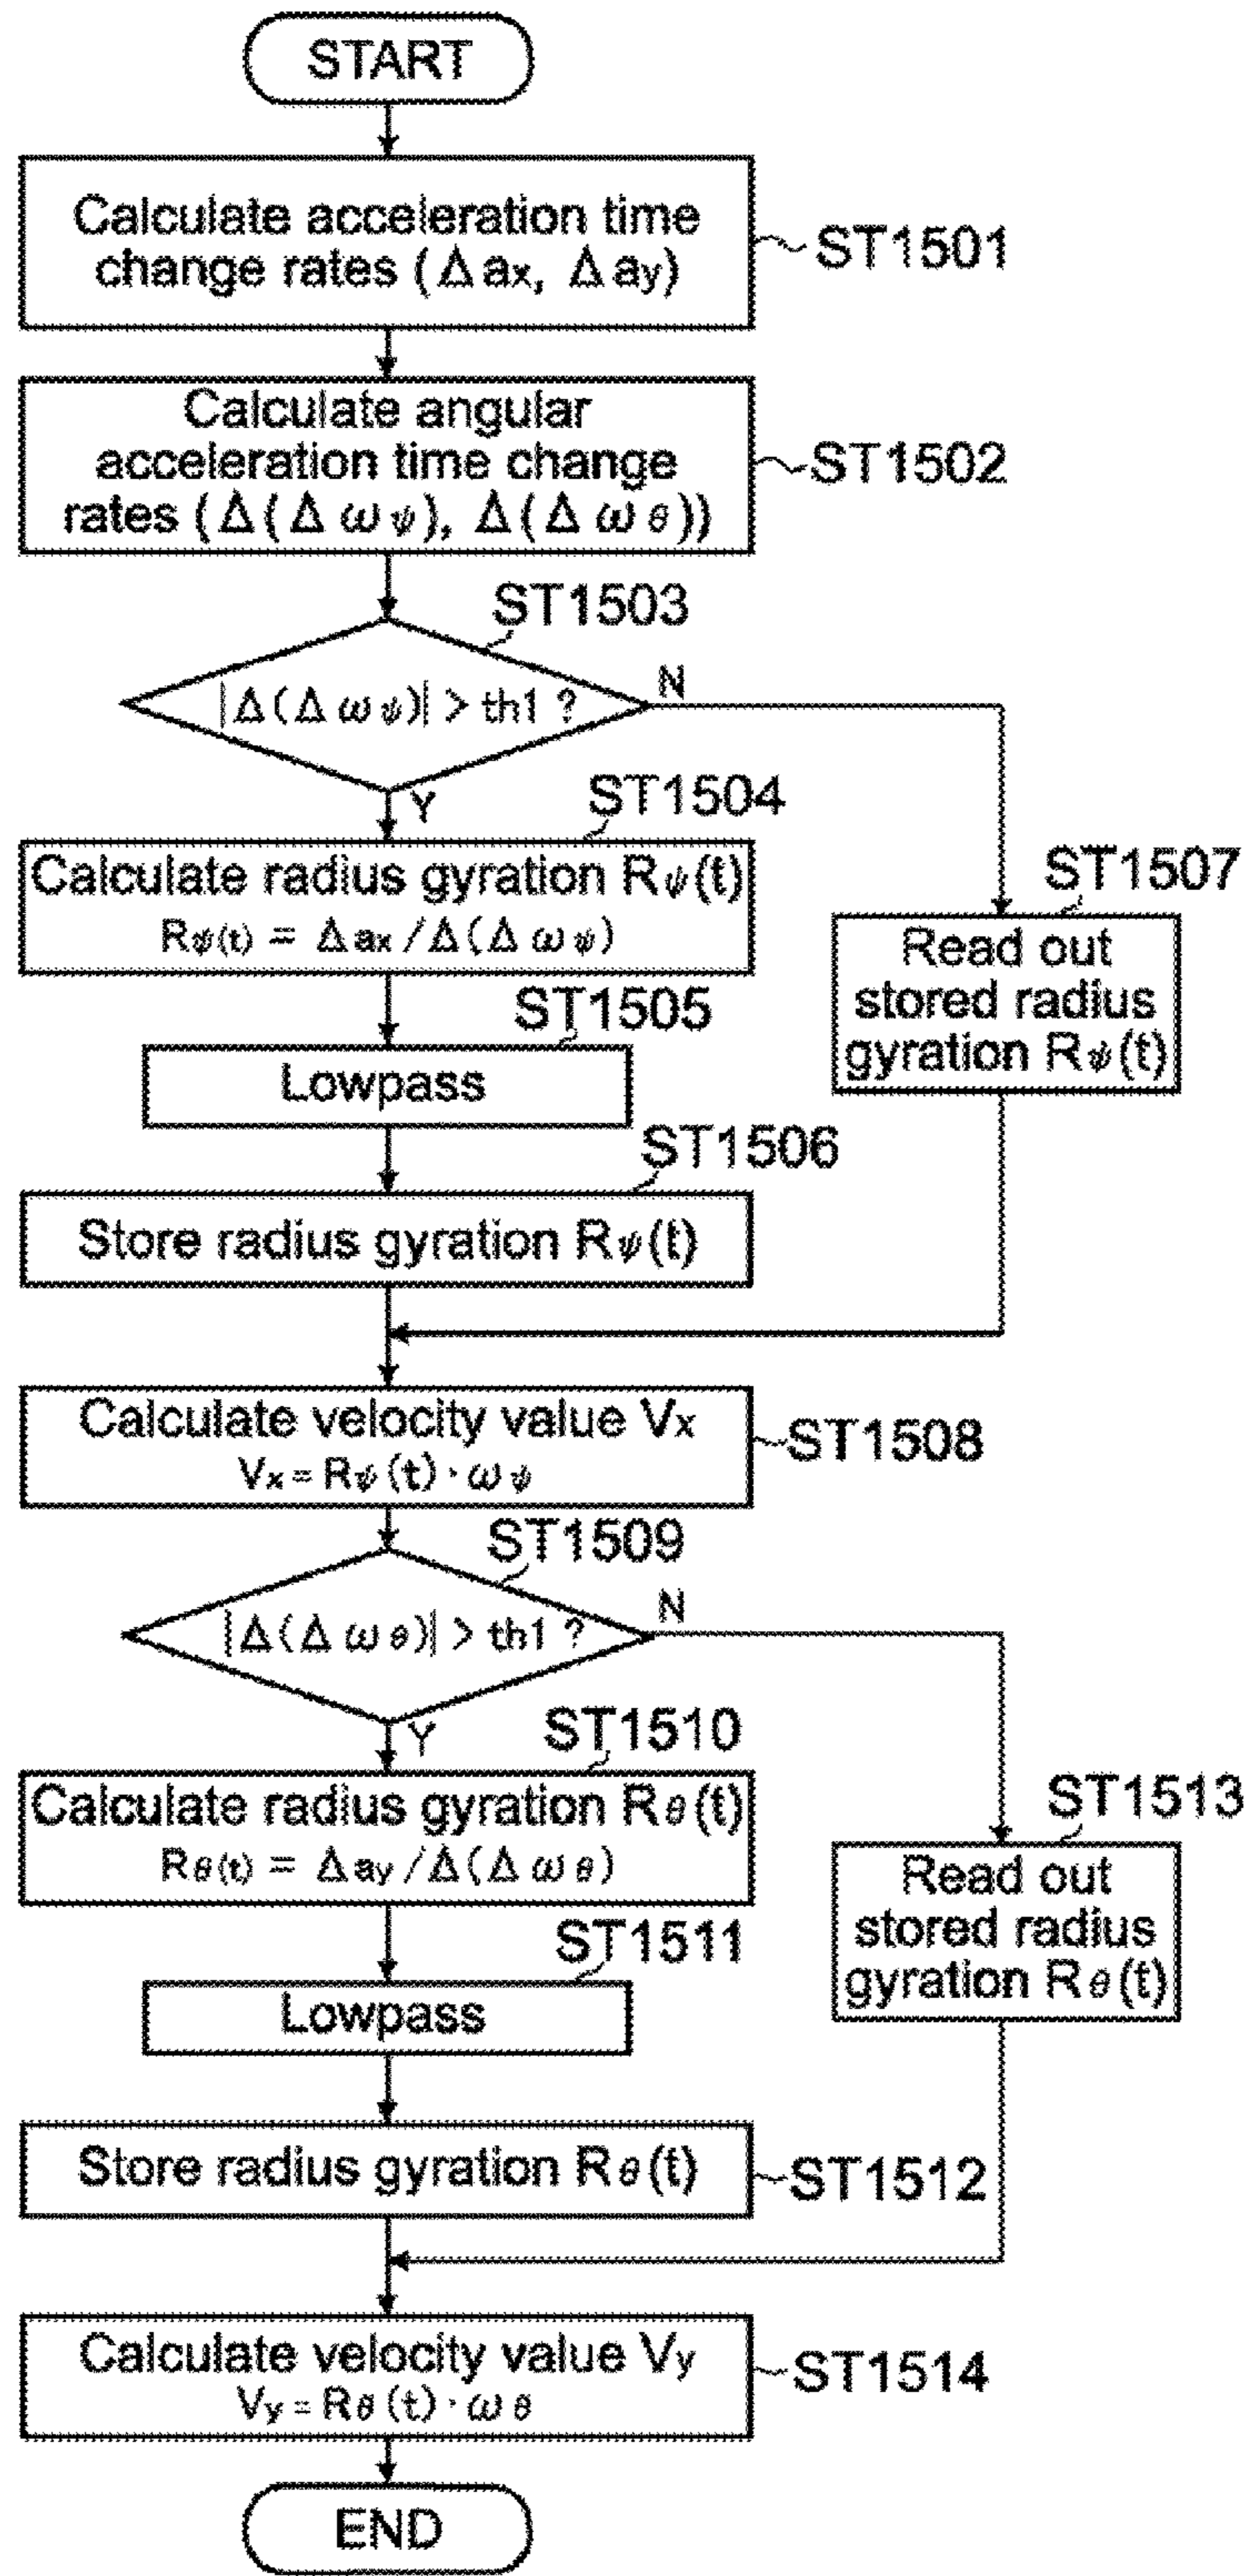 START
Calculate acceleration time
change rates (Δax, Δay)
ST1501
Calculate angular
acceleration time change
rates (Δ(Δωψ), Δ(Δωθ))
ST1502
ST1503
|Δ(Δωψ)| > th1 ?
N
Y
ST1504
Calculate radius gyration Rψ(t)
Rψ(t) = Δax/Δ(Δωψ)
ST1507
Read out
stored radius
gyration Rψ(t)
ST1505
Lowpass
ST1506
Store radius gyration Rψ(t)
Calculate velocity value Vx
Vx = Rψ(t)·ωψ
ST1508
ST1509
|Δ(Δωθ)| > th1 ?
N
Y
ST1510
Calculate radius gyration Rθ(t)
Rθ(t) = Δay/Δ(Δωθ)
ST1513
Read out
stored radius
gyration Rθ(t)
ST1511
Lowpass
Store radius gyration Rθ(t)
ST1512
Calculate velocity value Vy
Vy = Rθ(t)·ωθ
ST1514
END